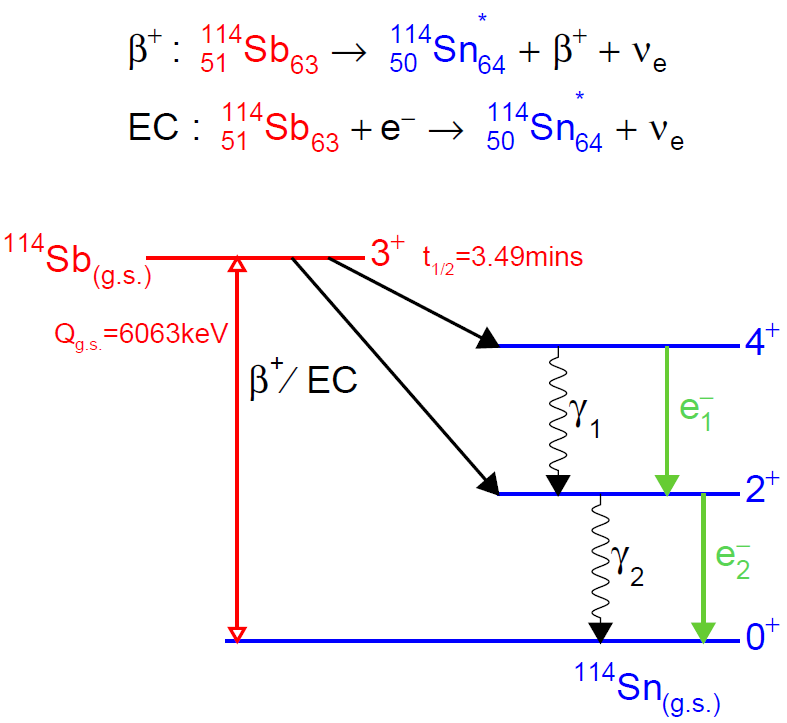 β⁺ : ¹¹⁴₅₁Sb₆₃ → ¹¹⁴₅₀Sn*₆₄ + β⁺ + νₑ
EC : ¹¹⁴₅₁Sb₆₃ + e⁻ → ¹¹⁴₅₀Sn*₆₄ + νₑ
¹¹⁴Sb(g.s.) 3⁺ t1/2=3.49mins
Qg.s.=6063keV
β⁺/ EC
4⁺
γ₁ e₁⁻
2⁺
γ₂ e₂⁻
0⁺
¹¹⁴Sn(g.s.)